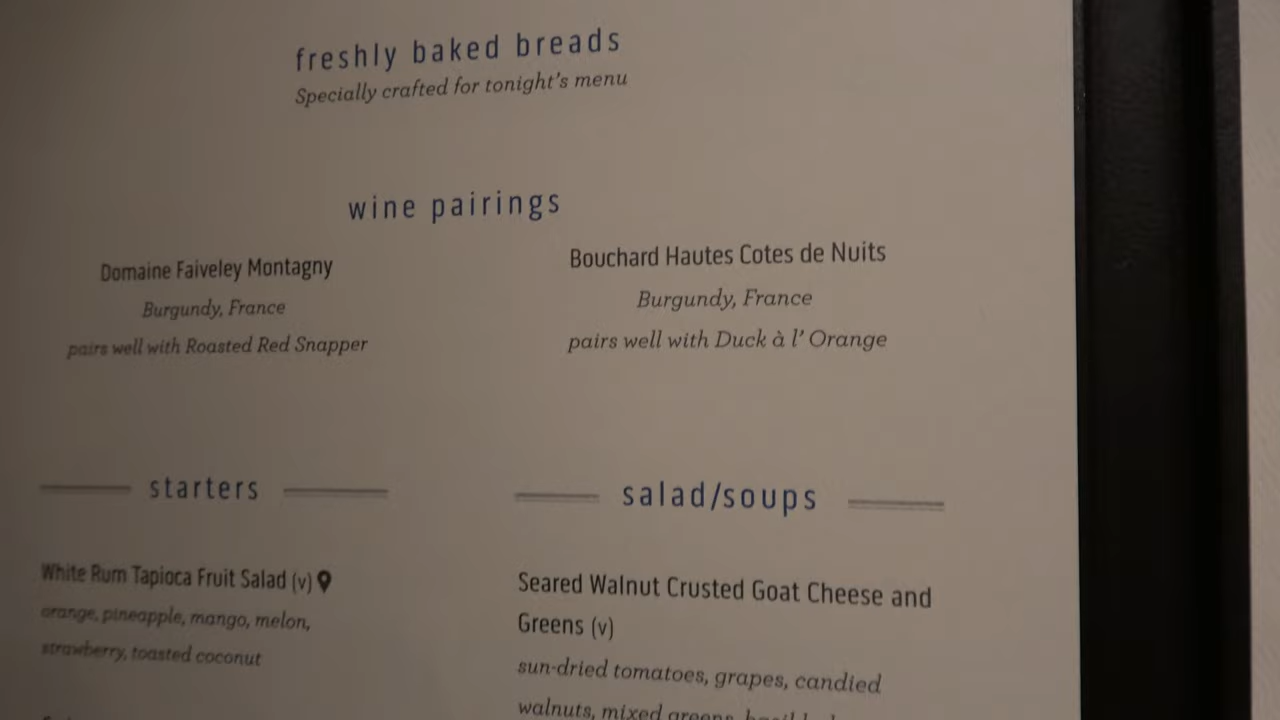 freshly baked breads
Specially crafted for tonight's menu
wine pairings
Domaine Faiveley Montagny
Burgundy, France
pairs well with Roasted Red Snapper
Bouchard Hautes Cotes de Nuits
Burgundy, France
pairs well with Duck à l' Orange
starters
White Rum Tapioca Fruit Salad (v)
orange, pineapple, mango, melon,
strawberry, toasted coconut
salad/soups
Seared Walnut Crusted Goat Cheese and
Greens (v)
sun-dried tomatoes, grapes, candied
walnuts, mixed greens,